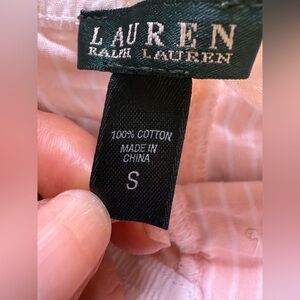 LAUREN
RALPH LAUREN
100% COTTON
MADE IN
CHINA
S